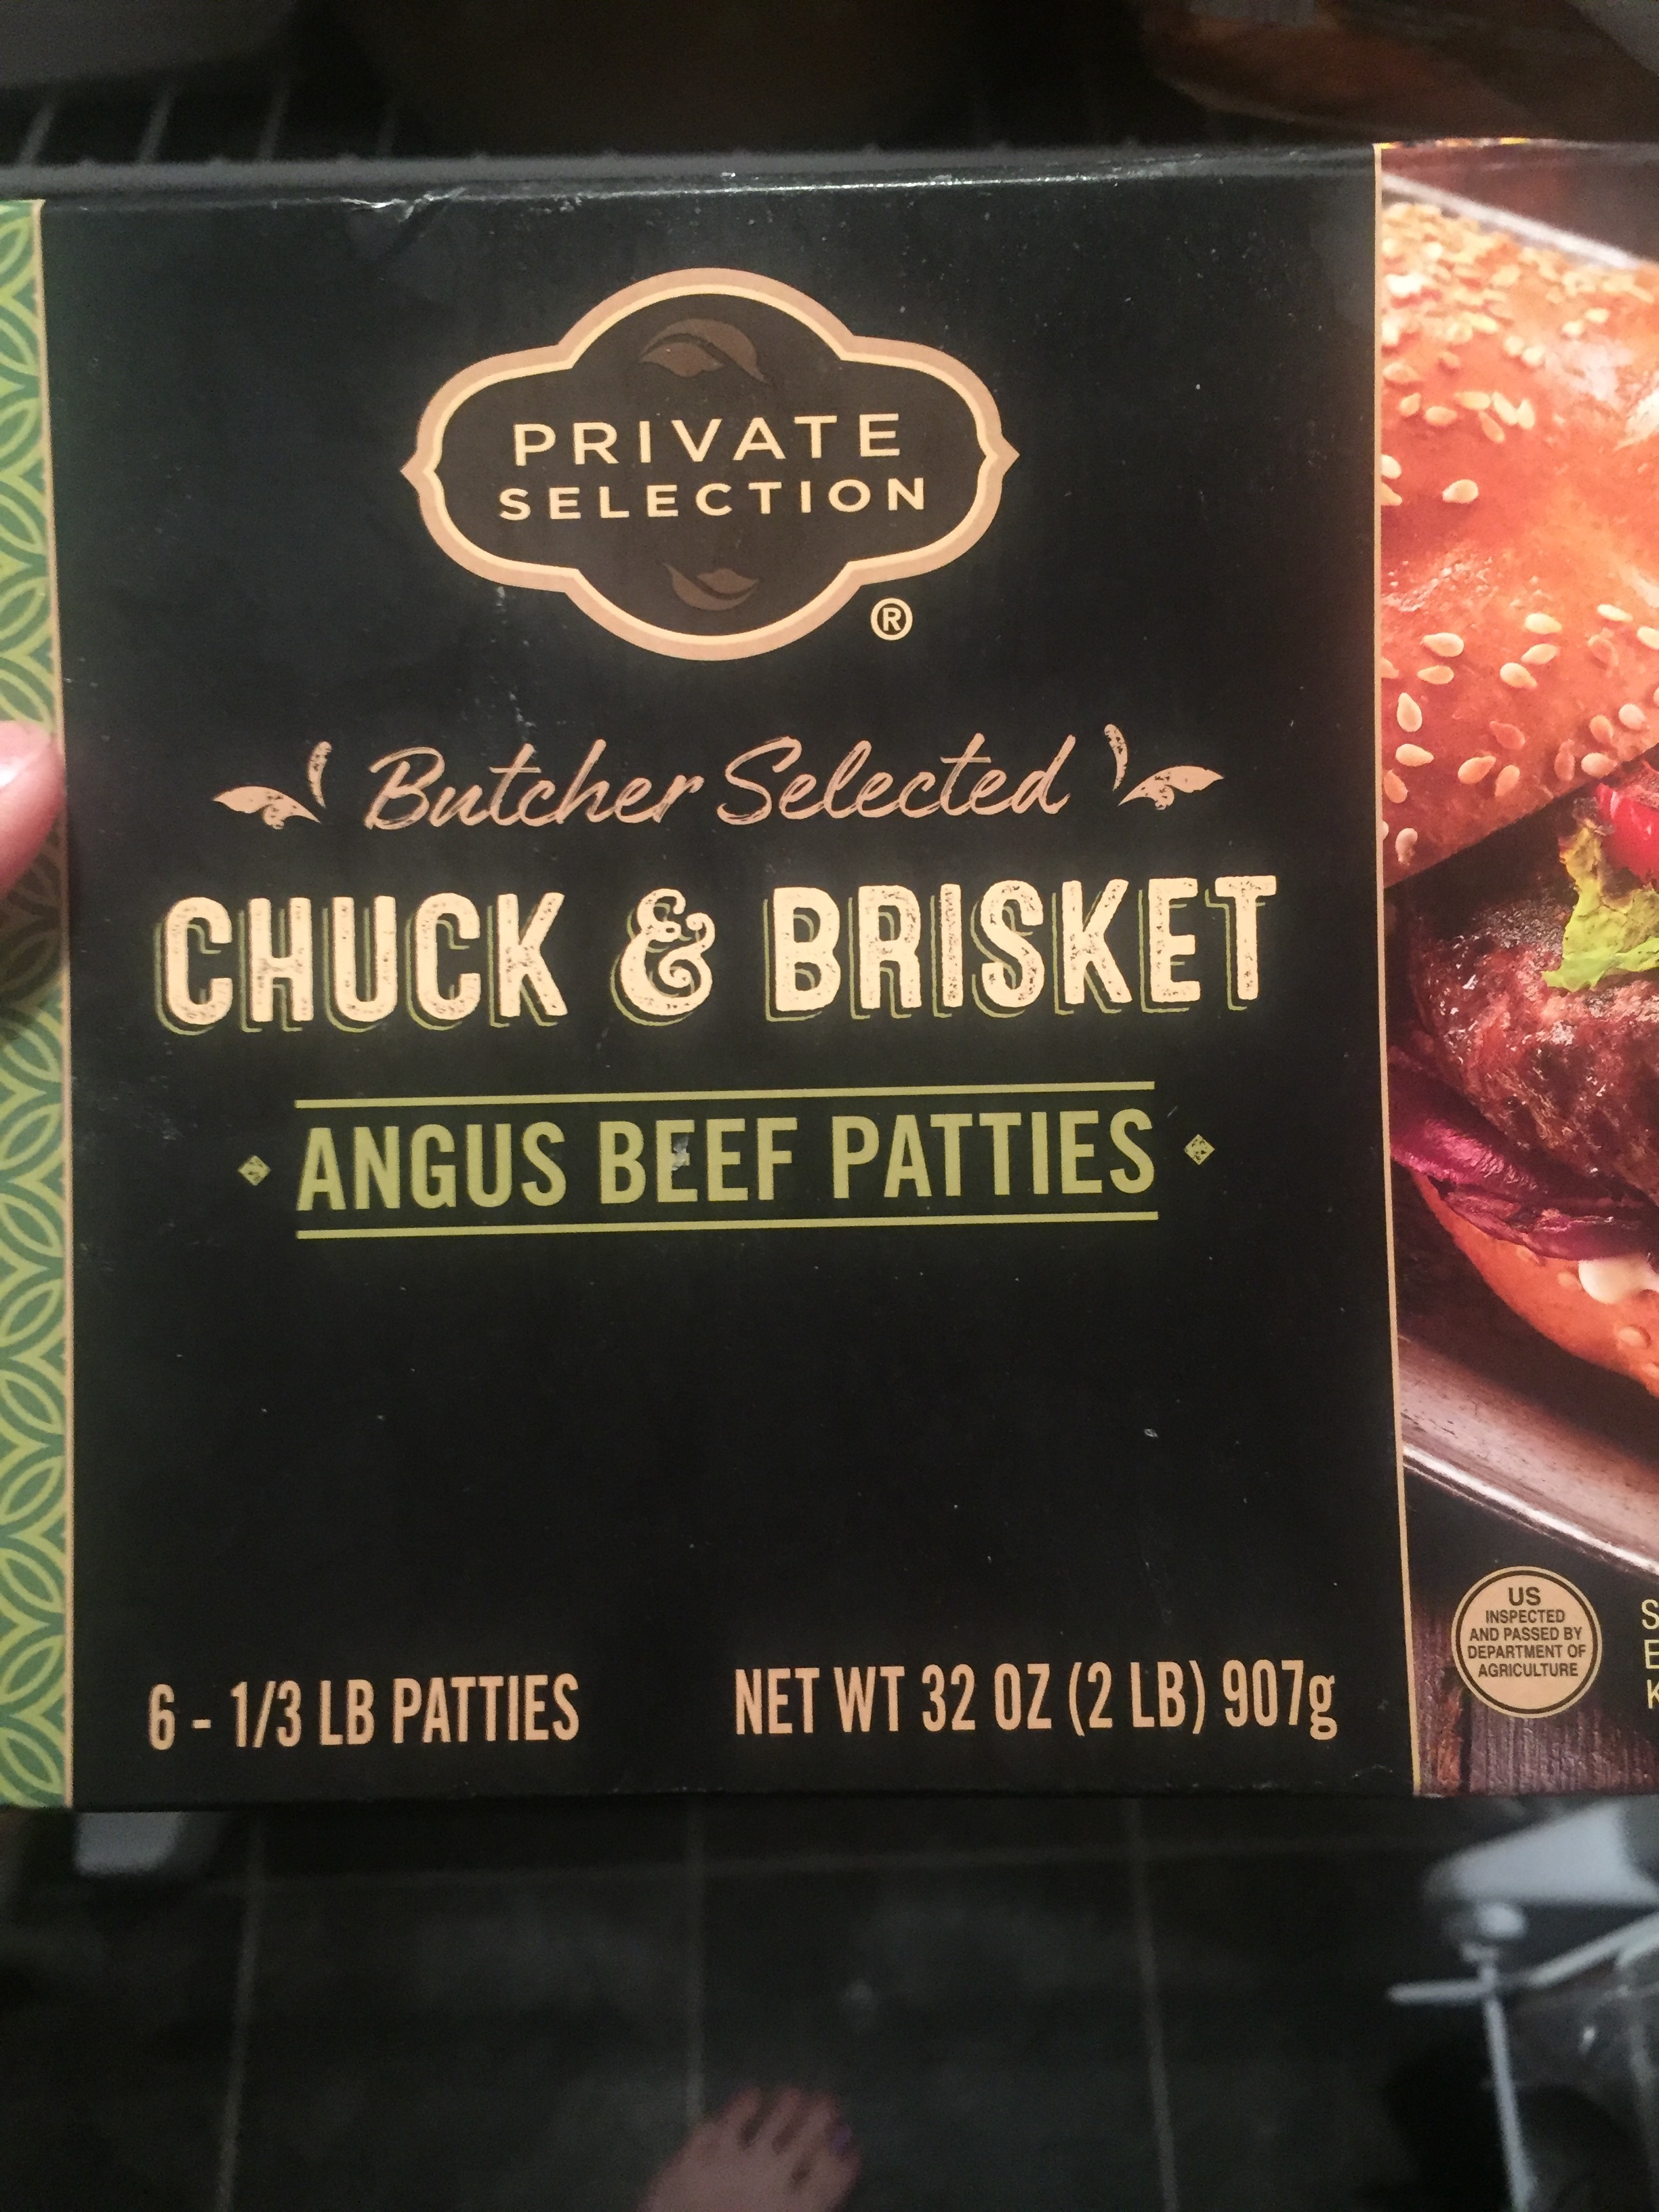 PRIVATE
SELECTION
®
Butcher Selected
CHUCK & BRISKET
ANGUS BEEF PATTIES
6 - 1/3 LB PATTIES
NET WT 32 OZ (2 LB) 907g
US
INSPECTED
AND PASSED BY
DEPARTMENT OF
AGRICULTURE